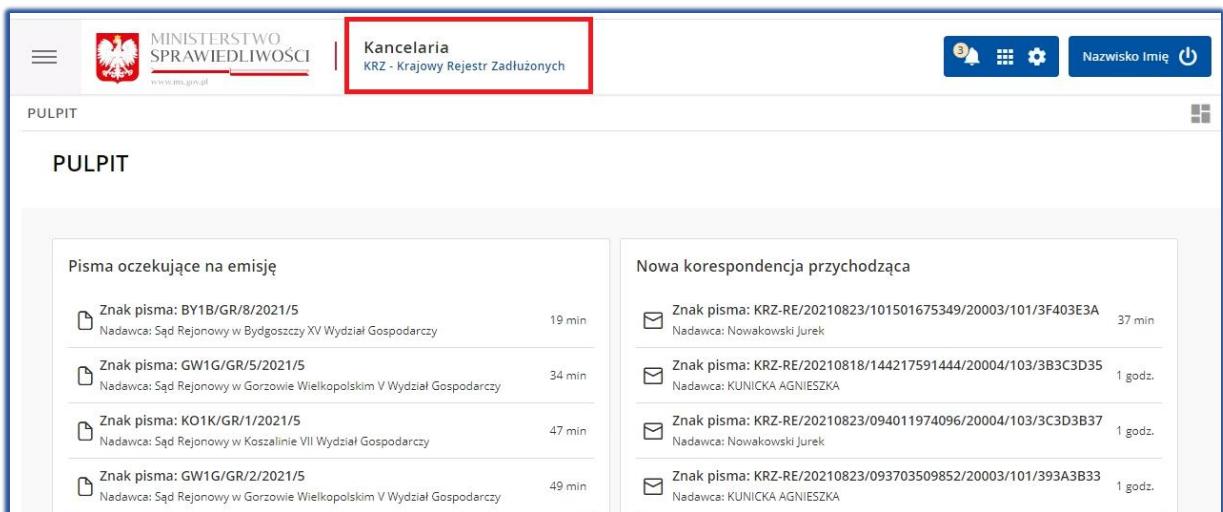 MINISTERSTWO
SPRAWIEDLIWOŚCI
www.ms.gov.pl
Kancelaria
KRZ - Krajowy Rejestr Zadłużonych
3
Nazwisko Imię
PULPIT
PULPIT
Pisma oczekujące na emisję
Znak pisma: BY1B/GR/8/2021/5
Nadawca: Sąd Rejonowy w Bydgoszczy XV Wydział Gospodarczy
19 min
Znak pisma: GW1G/GR/5/2021/5
Nadawca: Sąd Rejonowy w Gorzowie Wielkopolskim V Wydział Gospodarczy
34 min
Znak pisma: KO1K/GR/1/2021/5
Nadawca: Sąd Rejonowy w Koszalinie VII Wydział Gospodarczy
47 min
Znak pisma: GW1G/GR/2/2021/5
Nadawca: Sąd Rejonowy w Gorzowie Wielkopolskim V Wydział Gospodarczy
49 min
Nowa korespondencja przychodząca
Znak pisma: KRZ-RE/20210823/101501675349/20003/101/3F403E3A
Nadawca: Nowakowski Jurek
37 min
Znak pisma: KRZ-RE/20210818/144217591444/20004/103/3B3C3D35
Nadawca: KUNICKA AGNIESZKA
1 godz.
Znak pisma: KRZ-RE/20210823/094011974096/20004/103/3C3D3B37
Nadawca: Nowakowski Jurek
1 godz.
Znak pisma: KRZ-RE/20210823/093703509852/20003/101/393A3B33
Nadawca: KUNICKA AGNIESZKA
1 godz.